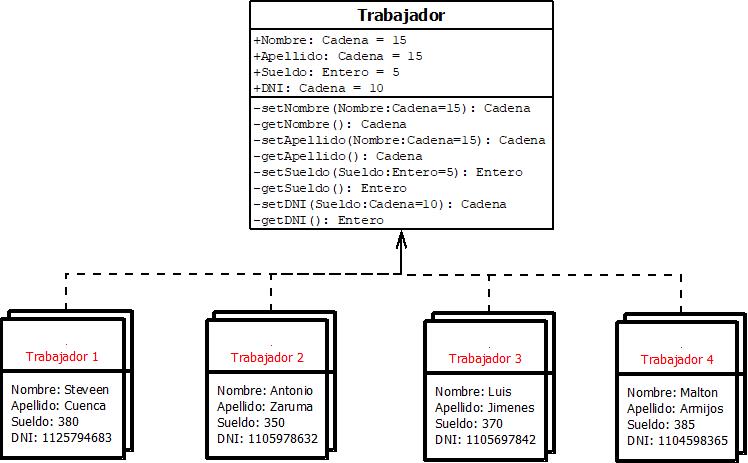 Trabajador
+Nombre: Cadena = 15
+Apellido: Cadena = 15
+Sueldo: Entero = 5
+DNI: Cadena = 10
-setNombre(Nombre:Cadena=15): Cadena
-getNombre(): Cadena
-setApellido(Nombre:Cadena=15): Cadena
-getApellido(): Cadena
-setSueldo(Sueldo:Entero=5): Entero
-getSueldo(): Entero
-setDNI(Sueldo:Cadena=10): Cadena
-getDNI(): Entero
Trabajador 1
Nombre: Steveen
Apellido: Cuenca
Sueldo: 380
DNI: 1125794683
Trabajador 2
Nombre: Antonio
Apellido: Zaruma
Sueldo: 350
DNI: 1105978632
Trabajador 3
Nombre: Luis
Apellido: Jimenes
Sueldo: 370
DNI: 1105697842
Trabajador 4
Nombre: Malton
Apellido: Armijos
Sueldo: 385
DNI: 1104598365